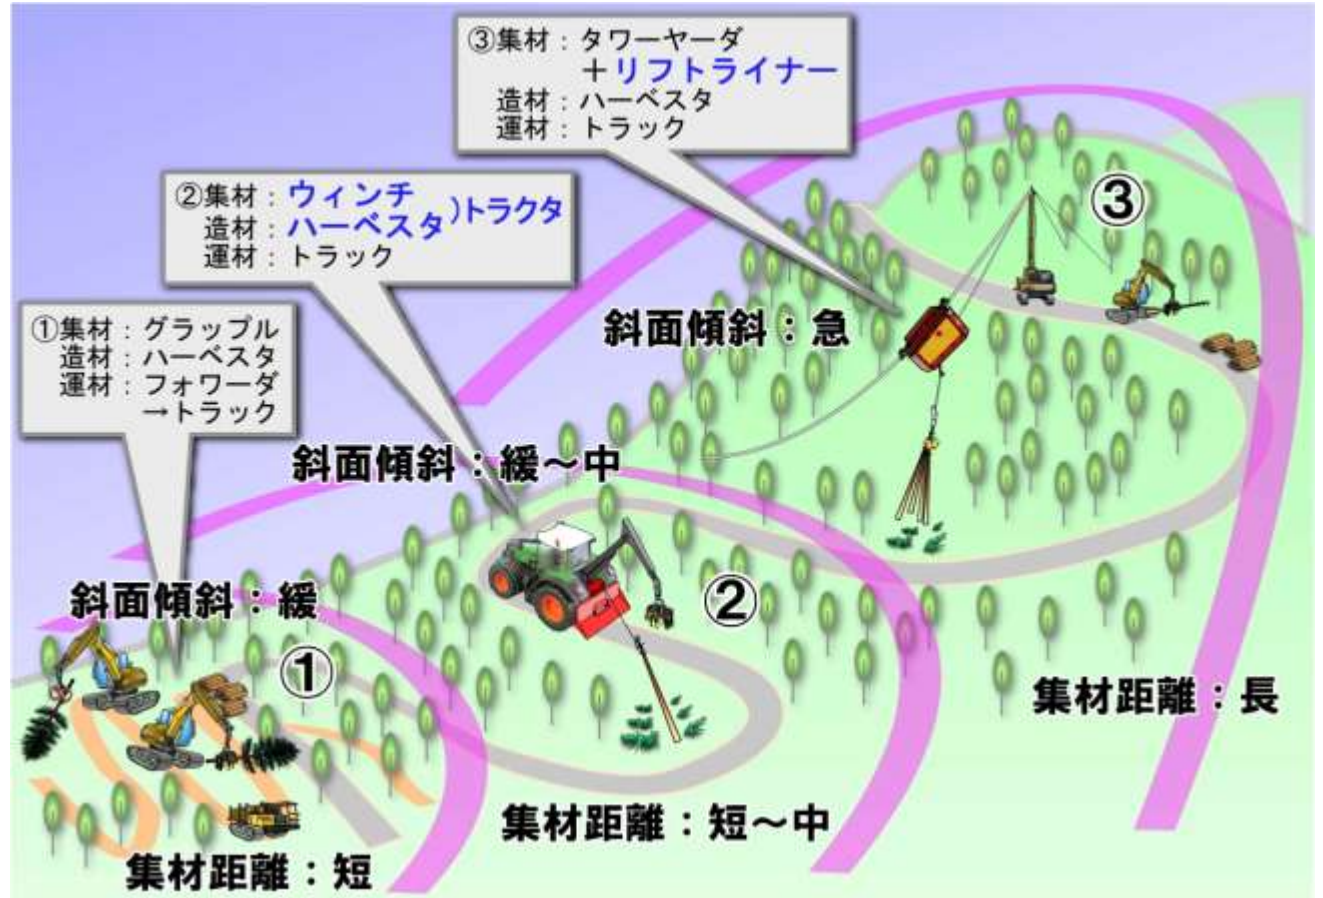 ③集材：タワーヤーダ
＋リフトライナー
造材：ハーベスタ
運材：トラック
②集材：ウィンチ
造材：ハーベスタ）トラクタ
運材：トラック
①集材：グラップル
造材：ハーベスタ
運材：フォワーダ
→トラック
③
斜面傾斜：急
斜面傾斜：緩～中
②
斜面傾斜：緩
①
集材距離：長
集材距離：短～中
集材距離：短